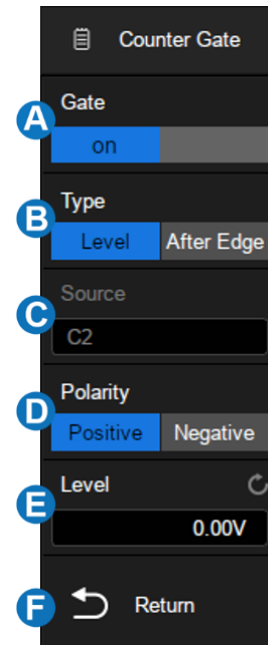 Counter Gate
A
Gate
on
B
Type
Level After Edge
C
Source
C2
D
Polarity
Positive Negative
E
Level
0.00V
F
Return